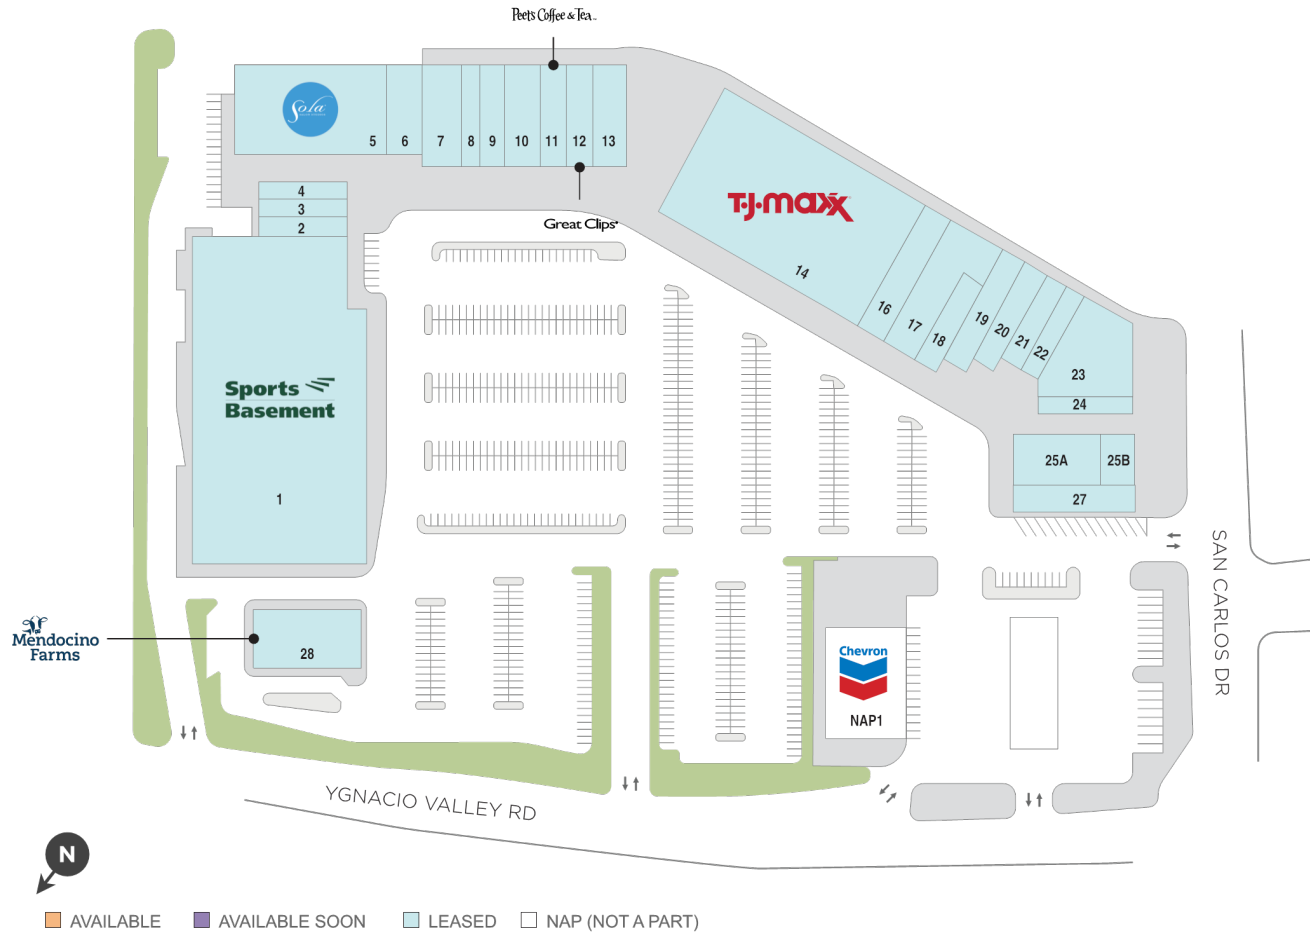 Peet's Coffee & Tea
Sola
5
6
7
8
9
10
11
12
13
4
3
2
Great Clips
T·J·maxx
14
16
17
18
19
20
21
22
23
24
25A
25B
27
Sports
Basement
1
SAN CARLOS DR
Mendocino
Farms
28
Chevron
NAP1
YGNACIO VALLEY RD
N
AVAILABLE
AVAILABLE SOON
LEASED
NAP (NOT A PART)